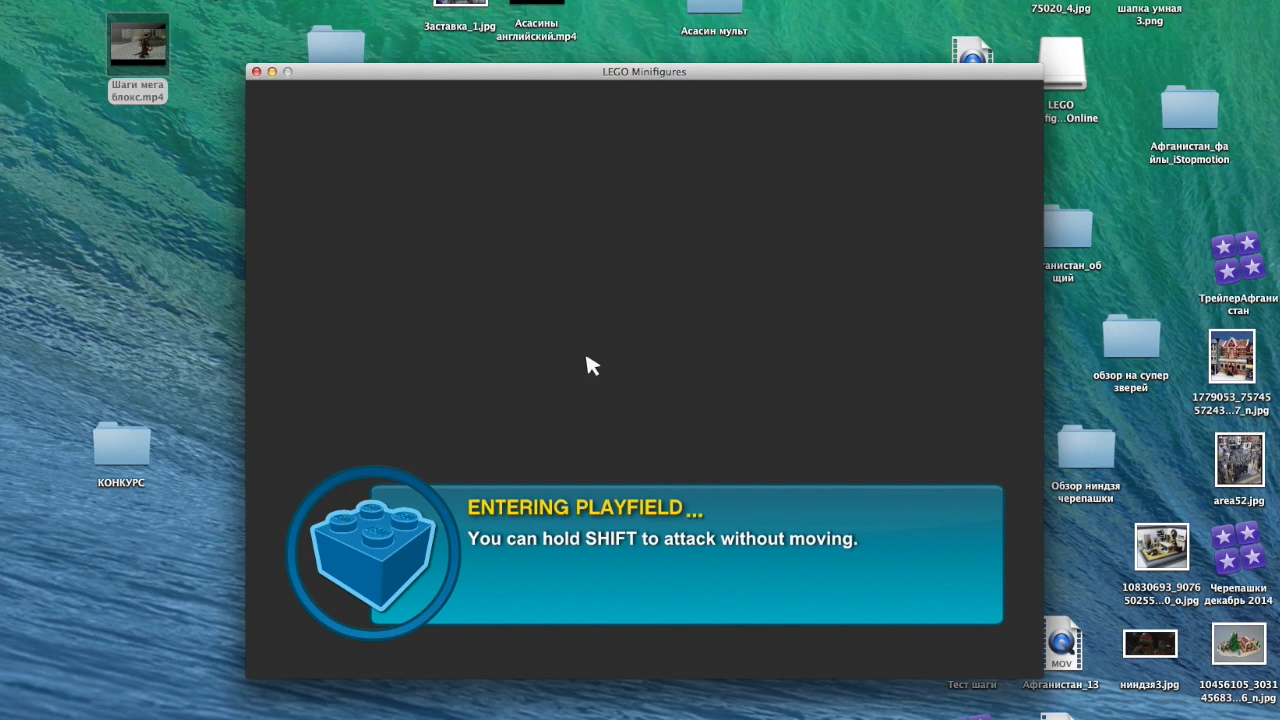 75020_4.jpg
шапка умная
3.png
Заставка_1.jpg
Асасины
английский.mp4
Асасин мульт
LEGO Minifigures
Шаги мега
блокс.mp4
LEGO
fig...Online
Афганистан_фа
йлы_iStopmotion
анистан_об
щий
ТрейлерАфгани
стан
обзор на супер
зверей
1779053_75745
57243...7_n.jpg
КОНКУРС
Обзор ниндзя
черепашки
area52.jpg
ENTERING PLAYFIELD ...
You can hold SHIFT to attack without moving.
10830693_9076
50255...0_o.jpg
Черепашки
декабрь 2014
MOV
Тест шаги
Афганистан_13
ниндзя3.jpg
10456105_3031
45683...6_n.jpg